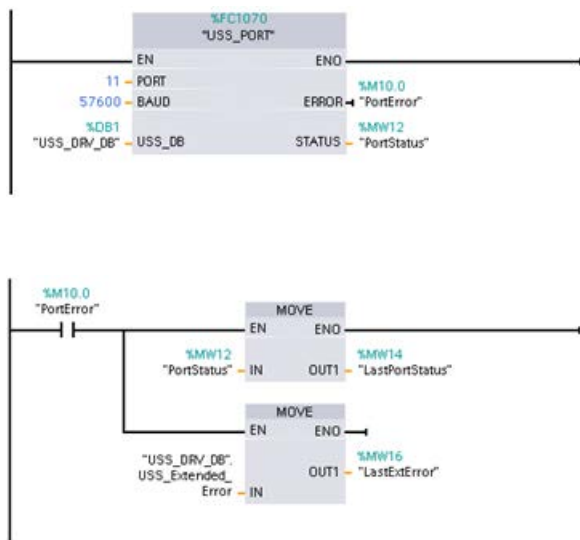 %FC1070
"USS_PORT"
EN ENO
11 PORT
%M10.0
57600 BAUD ERROR "PortError"
%DB1 %MW12
"USS_DRV_DB" USS_DB STATUS "PortStatus"
%M10.0
"PortError"
MOVE
EN ENO
%MW12 %MW14
"PortStatus" IN OUT1 "LastPortStatus"
MOVE
EN ENO
"USS_DRV_DB". %MW16
USS_Extended_ OUT1 "LastExtError"
Error IN